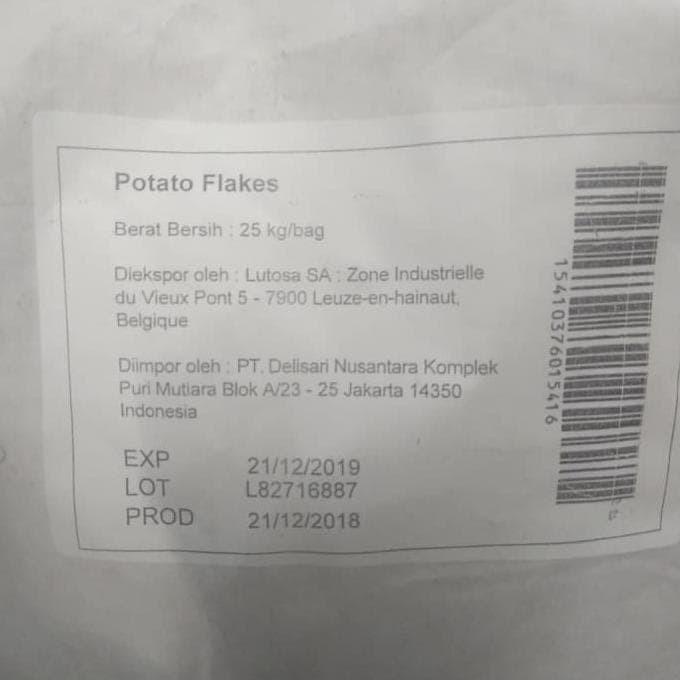 Potato Flakes
Berat Bersih : 25 kg/bag
Diekspor oleh : Lutosa SA : Zone Industrielle
du Vieux Pont 5 - 7900 Leuze-en-hainaut,
Belgique
Diimpor oleh : PT. Delisari Nusantara Komplek
Puri Mutiara Blok A/23 - 25 Jakarta 14350
Indonesia
EXP 21/12/2019
LOT L82716887
PROD 21/12/2018
15410376015416